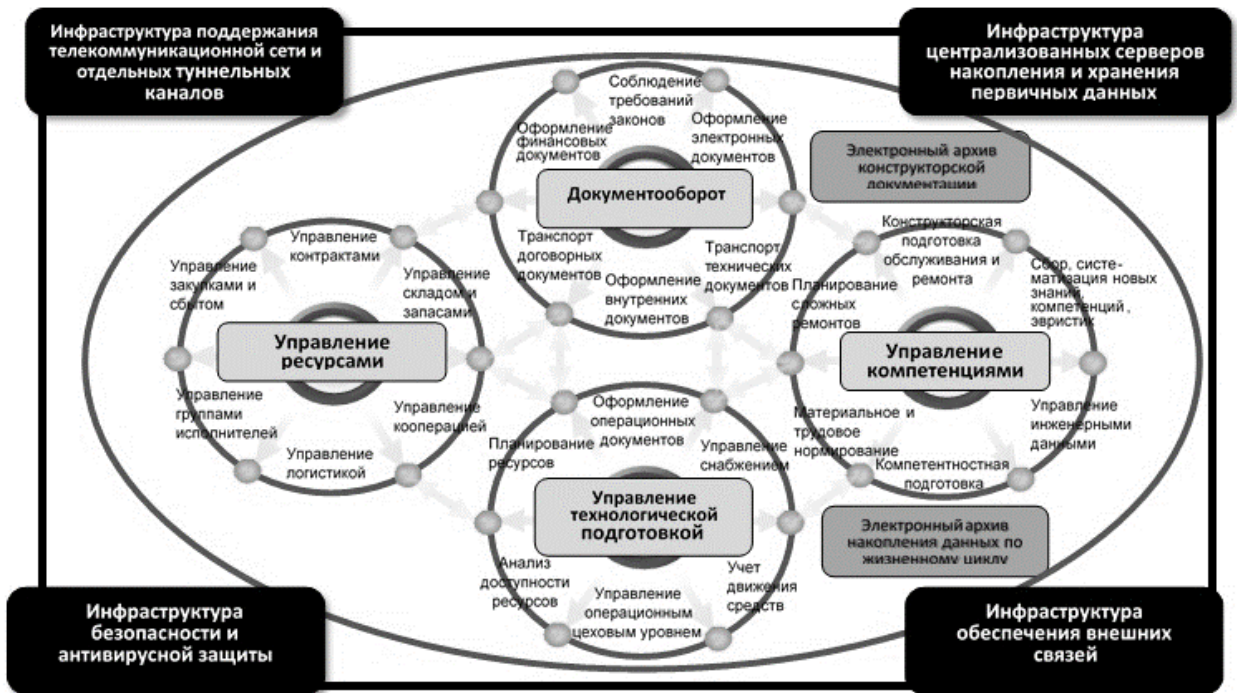 Инфраструктура поддержания
телекоммуникационной сети и
отдельных туннельных
каналов
Инфраструктура
централизованных серверов
накопления и хранения
первичных данных
Соблюдение
требований
законов
Оформление
финансовых
документов
Оформление
электронных
документов
Документооборот
Транспорт
договорных
документов
Оформление
внутренних
документов
Транспорт
технических
документов
Электронный архив
конструкторской
документации
Управление
контрактами
Управление
закупками и
сбытом
Управление
складом и
запасами
Управление
ресурсами
Управление
группами
исполнителей
Управление
кооперацией
Управление
логистикой
Конструкторская
подготовка
обслуживания и
ремонта
Планирование
сложных
ремонтов
Сбор, систе-
матизация новых
знаний,
компетенций,
эвристик
Управление
компетенциями
Материальное и
трудовое
нормирование
Управление
инженерными
данными
Компетентностная
подготовка
Оформление
операционных
документов
Планирование
ресурсов
Управление
снабжением
Управление
технологической
подготовкой
Анализ
доступности
ресурсов
Учет
движения
средств
Управление
операционным
цеховым уровнем
Электронный архив
накопления данных по
жизненному циклу
Инфраструктура
безопасности и
антивирусной защиты
Инфраструктура
обеспечения внешних
связей